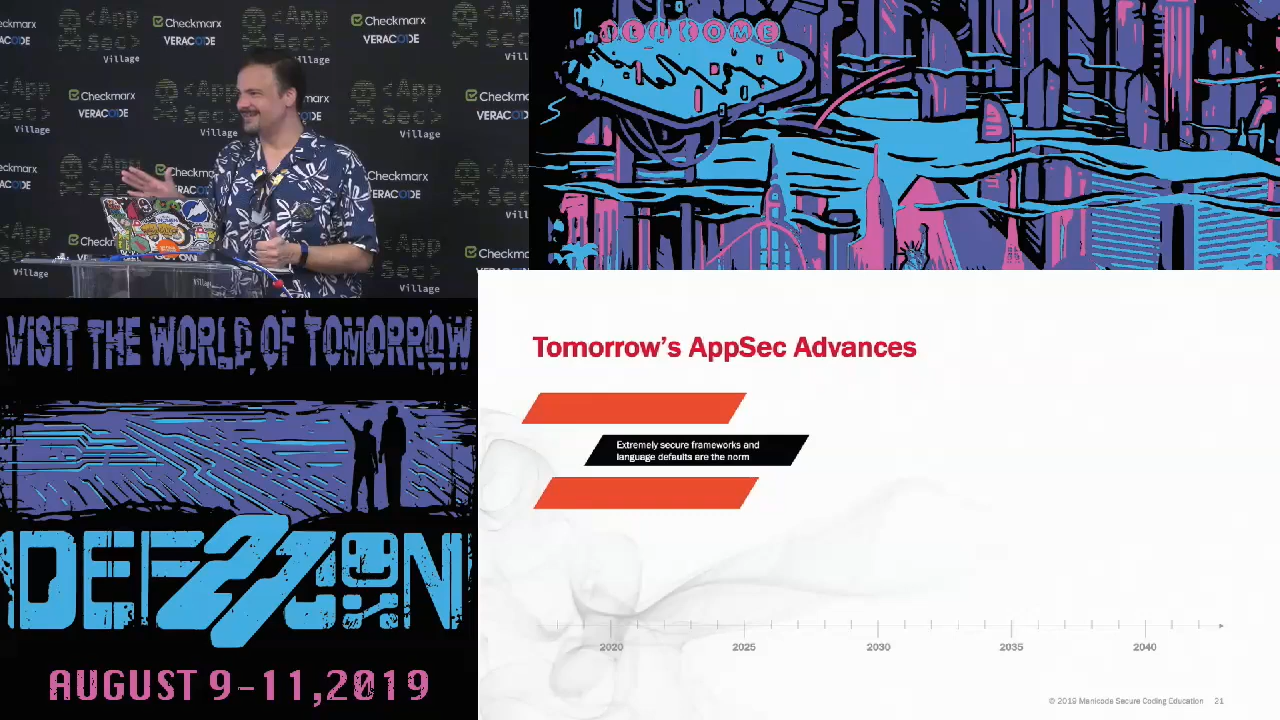 Checkmarx
VERACODE
<App
Sec>
Village
WELCOME
VISIT THE WORLD OF TOMORROW
DEFCON
27
AUGUST 9-11,2019
Tomorrow's AppSec Advances
Extremely secure frameworks and
language defaults are the norm
2020
2025
2030
2035
2040
© 2019 Manicode Secure Coding Education
21